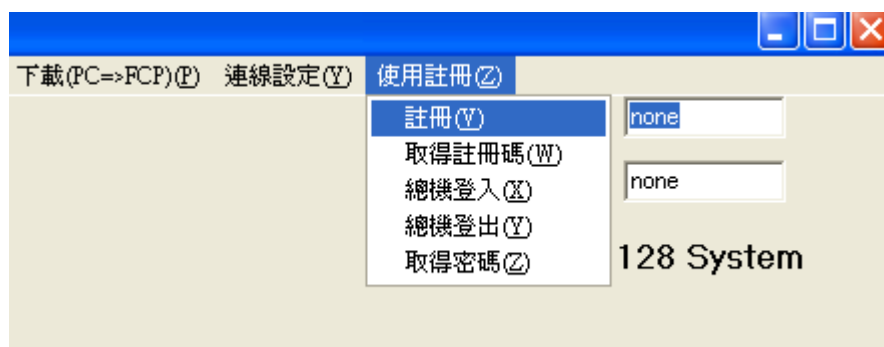 下載(PC=>FCP)(P) 連線設定(Y) 使用註冊(Z)
註冊(V) none
取得註冊碼(W)
總機登入(X) none
總機登出(Y)
取得密碼(Z) 128 System